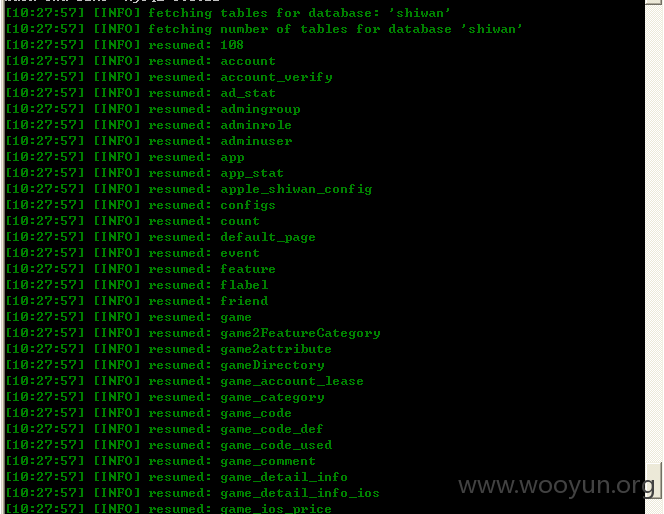 [10:27:57] [INFO] fetching tables for database: 'shiwan'
[10:27:57] [INFO] fetching number of tables for database 'shiwan'
[10:27:57] [INFO] resumed: 108
[10:27:57] [INFO] resumed: account
[10:27:57] [INFO] resumed: account_verify
[10:27:57] [INFO] resumed: ad_stat
[10:27:57] [INFO] resumed: admingroup
[10:27:57] [INFO] resumed: adminrole
[10:27:57] [INFO] resumed: adminuser
[10:27:57] [INFO] resumed: app
[10:27:57] [INFO] resumed: app_stat
[10:27:57] [INFO] resumed: apple_shiwan_config
[10:27:57] [INFO] resumed: configs
[10:27:57] [INFO] resumed: count
[10:27:57] [INFO] resumed: default_page
[10:27:57] [INFO] resumed: event
[10:27:57] [INFO] resumed: feature
[10:27:57] [INFO] resumed: flabel
[10:27:57] [INFO] resumed: friend
[10:27:57] [INFO] resumed: game
[10:27:57] [INFO] resumed: game2FeatureCategory
[10:27:57] [INFO] resumed: game2attribute
[10:27:57] [INFO] resumed: gameDirectory
[10:27:57] [INFO] resumed: game_account_lease
[10:27:57] [INFO] resumed: game_category
[10:27:57] [INFO] resumed: game_code
[10:27:57] [INFO] resumed: game_code_def
[10:27:57] [INFO] resumed: game_code_used
[10:27:57] [INFO] resumed: game_comment
[10:27:57] [INFO] resumed: game_detail_info
[10:27:57] [INFO] resumed: game_detail_info_ios
[10:27:57] [INFO] resumed: game_ios_price
www.wooyun.org